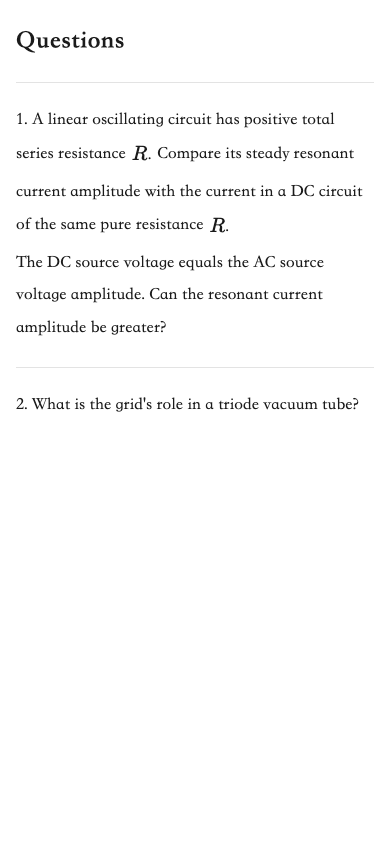 Questions
1. A linear oscillating circuit has positive total
series resistance R. Compare its steady resonant
current amplitude with the current in a DC circuit
of the same pure resistance R.
The DC source voltage equals the AC source
voltage amplitude. Can the resonant current
amplitude be greater?
2. What is the grid's role in a triode vacuum tube?